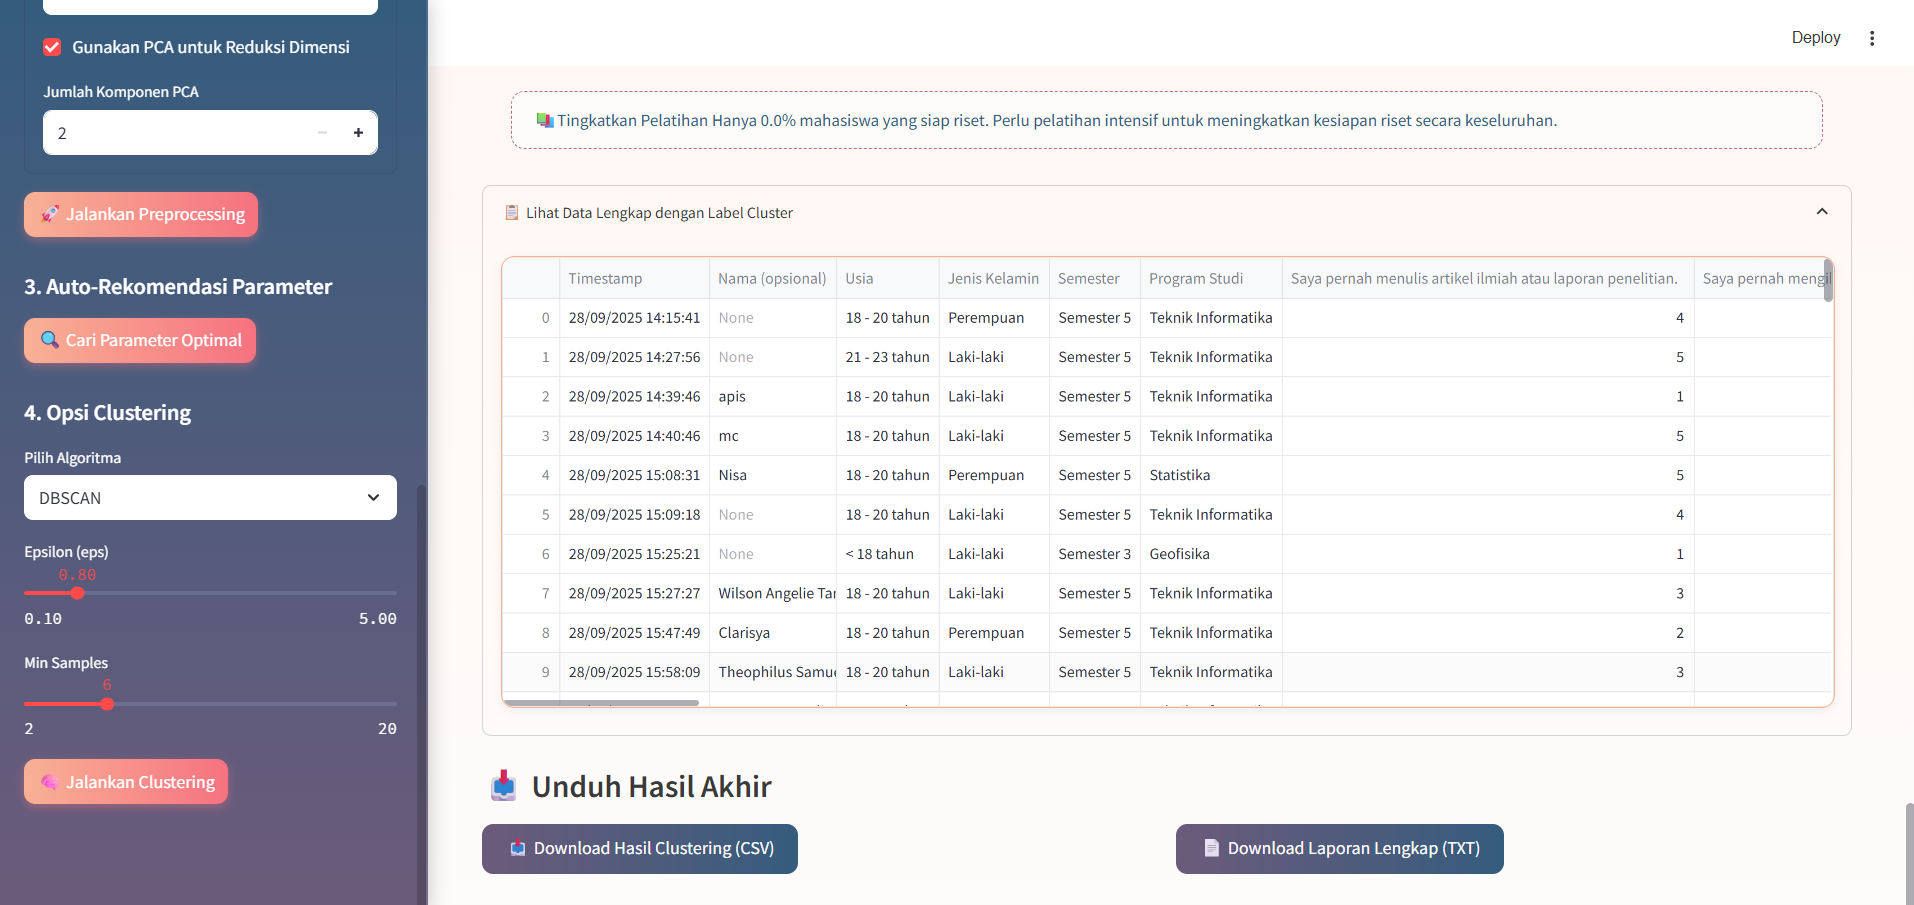 Gunakan PCA untuk Reduksi Dimensi
Jumlah Komponen PCA
2
Jalankan Preprocessing
3. Auto-Rekomendasi Parameter
Cari Parameter Optimal
4. Opsi Clustering
Pilih Algoritma
DBSCAN
Epsilon (eps)
0.80
0.10 5.00
Min Samples
6
2 20
Jalankan Clustering
Deploy
Tingkatkan Pelatihan Hanya 0.0% mahasiswa yang siap riset. Perlu pelatihan intensif untuk meningkatkan kesiapan riset secara keseluruhan.
Lihat Data Lengkap dengan Label Cluster
Timestamp Nama (opsional) Usia Jenis Kelamin Semester Program Studi Saya pernah menulis artikel ilmiah atau laporan penelitian. Saya pernah
0 28/09/2025 14:15:41 None 18 - 20 tahun Perempuan Semester 5 Teknik Informatika 4
1 28/09/2025 14:27:56 None 21 - 23 tahun Laki-laki Semester 5 Teknik Informatika 5
2 28/09/2025 14:39:46 apis 18 - 20 tahun Laki-laki Semester 5 Teknik Informatika 1
3 28/09/2025 14:40:46 mc 18 - 20 tahun Laki-laki Semester 5 Teknik Informatika 5
4 28/09/2025 15:08:31 Nisa 18 - 20 tahun Perempuan Semester 5 Statistika 5
5 28/09/2025 15:09:18 None 18 - 20 tahun Laki-laki Semester 5 Teknik Informatika 4
6 28/09/2025 15:25:21 None < 18 tahun Laki-laki Semester 3 Geofisika 1
7 28/09/2025 15:27:27 Wilson Angelie 18 - 20 tahun Laki-laki Semester 5 Teknik Informatika 3
8 28/09/2025 15:47:49 Clarisya 18 - 20 tahun Perempuan Semester 5 Teknik Informatika 2
9 28/09/2025 15:58:09 Theophilus 18 - 20 tahun Laki-laki Semester 5 Teknik Informatika 3
Unduh Hasil Akhir
Download Hasil Clustering (CSV)
Download Laporan Lengkap (TXT)